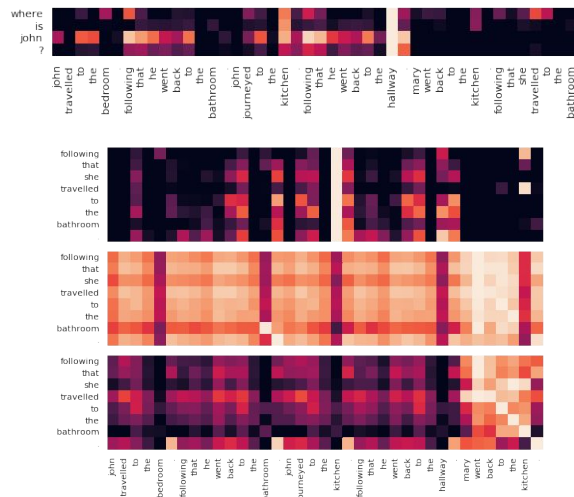 where
is
john
?
john
travelled
to
the
bedroom
following
that
he
went
back
to
the
bathroom
john
journeyed
to
the
kitchen
following
that
he
went
back
to
the
hallway
mary
went
back
to
the
kitchen
following
that
she
travelled
to
the
bathroom
following
that
she
travelled
to
the
bathroom
following
that
she
travelled
to
the
bathroom
following
that
she
travelled
to
the
bathroom
john
travelled
to
the
bedroom
following
that
he
went
back
to
the
athroom
john
ourneyed
to
the
kitchen
following
that
he
went
back
to
the
hallway
mary
went
back
to
the
kitchen